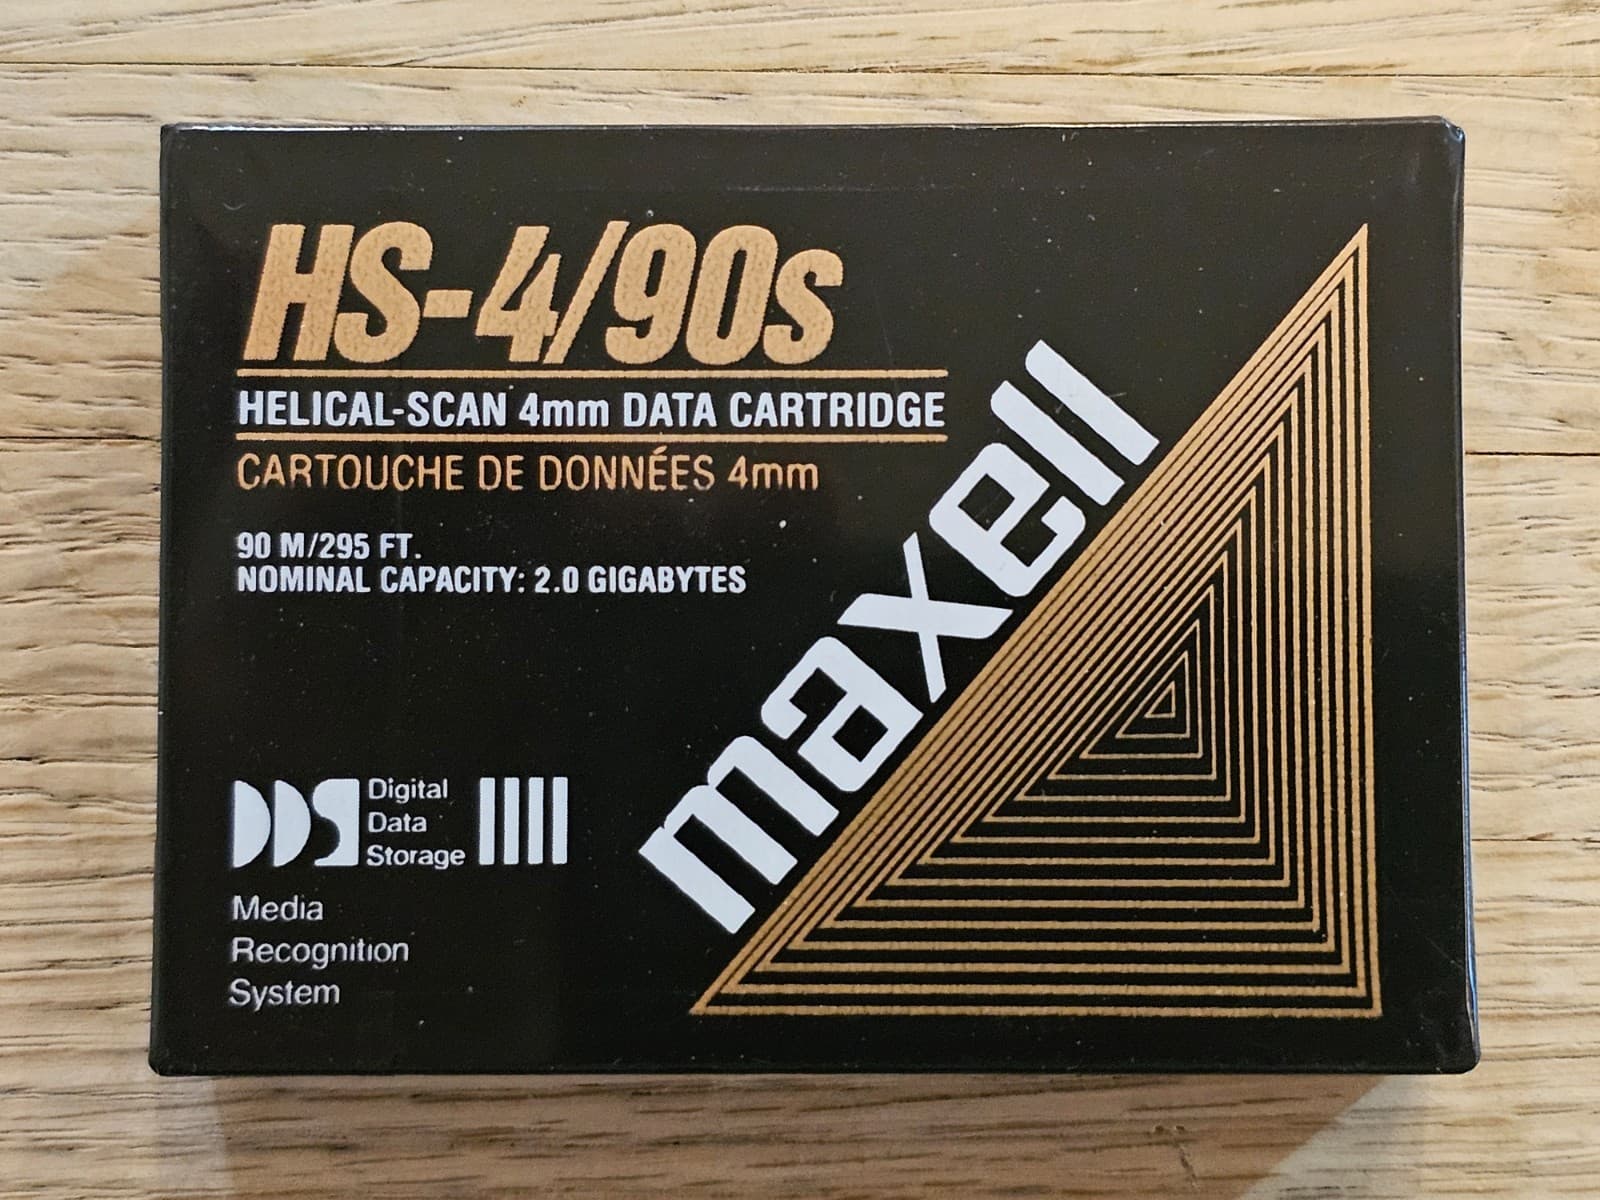 HS-4/90s
HELICAL-SCAN 4mm DATA CARTRIDGE
CARTOUCHE DE DONNÉES 4mm
90 M/295 FT.
NOMINAL CAPACITY: 2.0 GIGABYTES
maxell
DDS Digital
Data
Storage
Media
Recognition
System